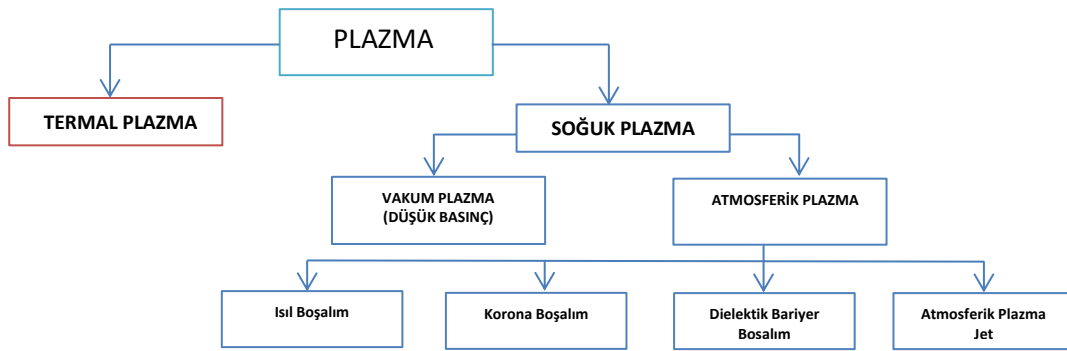 PLAZMA
TERMAL PLAZMA
SOĞUK PLAZMA
VAKUM PLAZMA
(DÜŞÜK BASINÇ)
ATMOSFERİK PLAZMA
Isıl Boşalım
Korona Boşalım
Dielektik Bariyer
Bosalım
Atmosferik Plazma
Jet